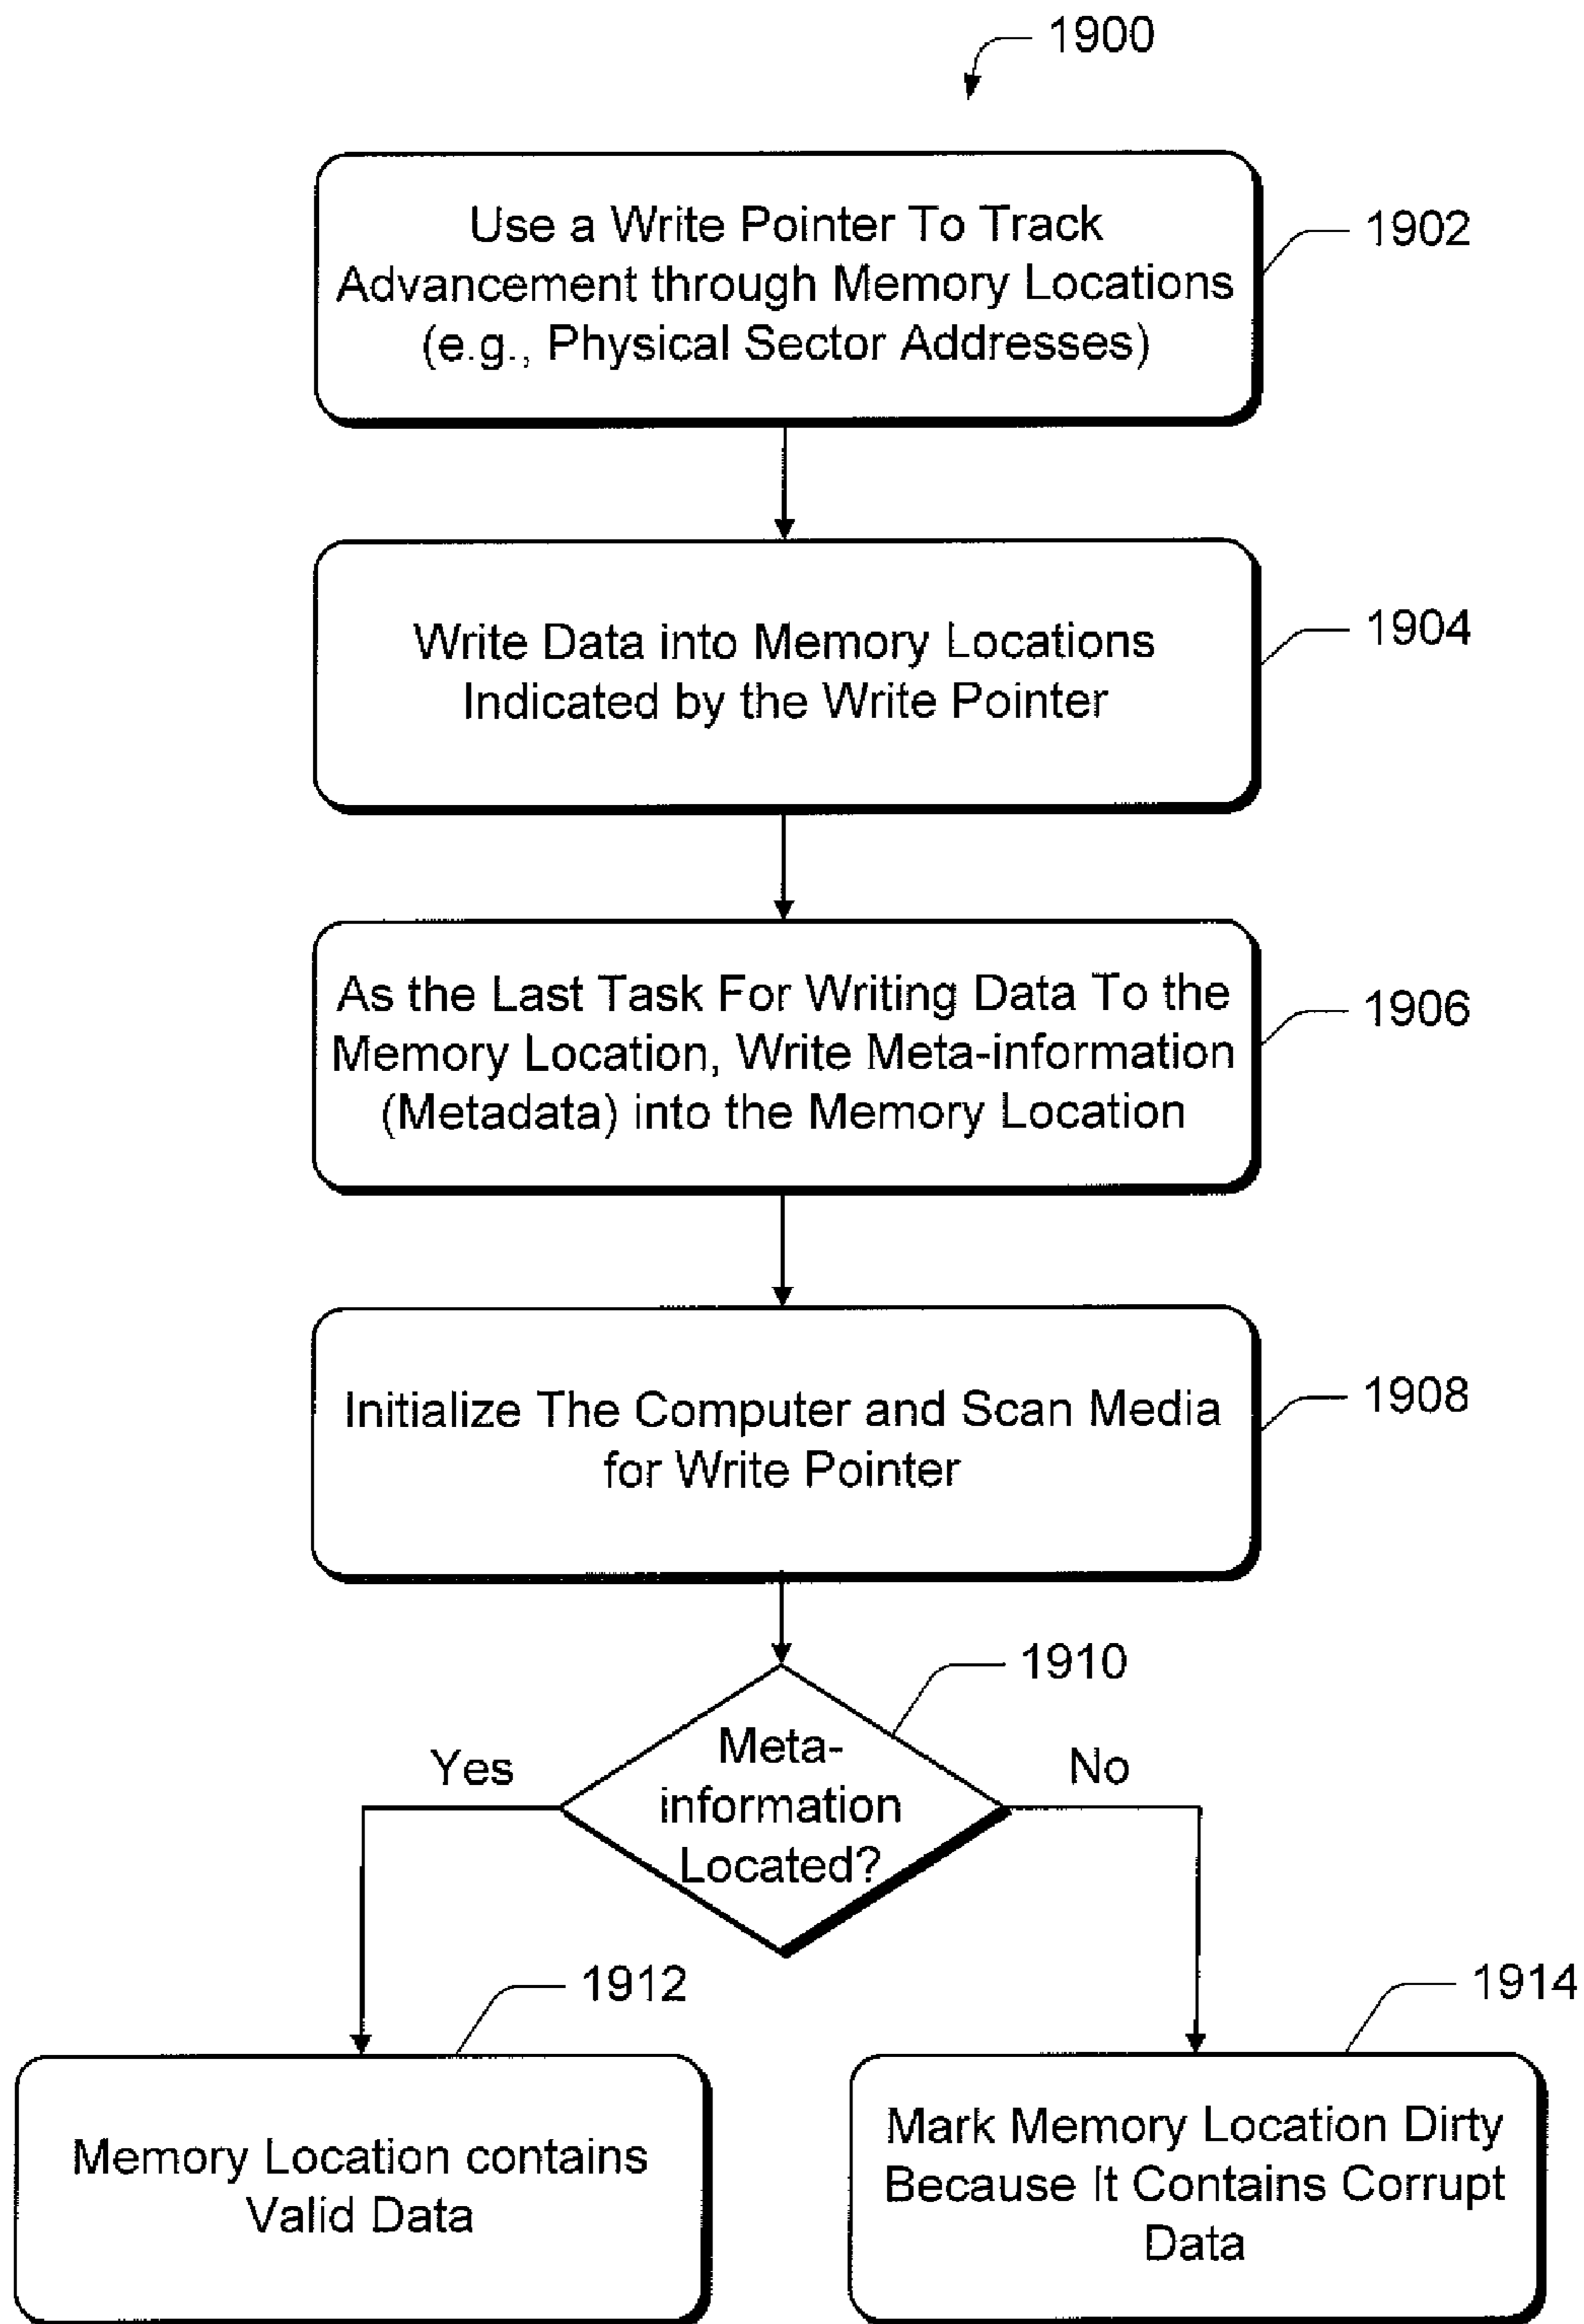 1900
Use a Write Pointer To Track
Advancement through Memory Locations
(e.g., Physical Sector Addresses)
1902
Write Data into Memory Locations
Indicated by the Write Pointer
1904
As the Last Task For Writing Data To the
Memory Location, Write Meta-information
(Metadata) into the Memory Location
1906
Initialize The Computer and Scan Media
for Write Pointer
1908
1910
Meta-
information
Located?
Yes
No
1912
1914
Memory Location contains
Valid Data
Mark Memory Location Dirty
Because It Contains Corrupt
Data